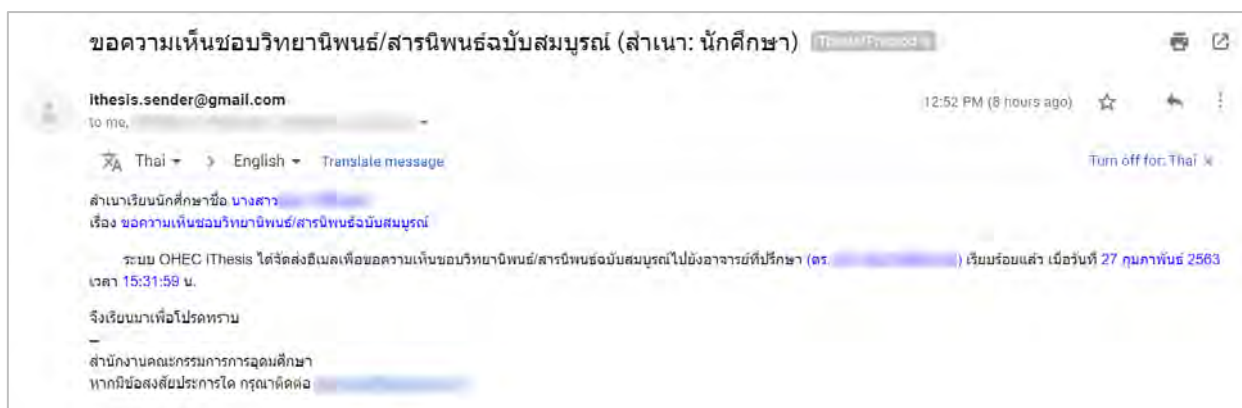 ขอความเห็นชอบวิทยานิพนธ์/สารนิพนธ์ฉบับสมบูรณ์ (สำเนา: นักศึกษา)
ithesis.sender@gmail.com
12:52 PM (8 hours ago)
to me,
Thai > English Translate message
Turn off for: Thai x
สำเนาเรียนนักศึกษาชื่อ นางสาว
เรื่อง ขอความเห็นชอบวิทยานิพนธ์/สารนิพนธ์ฉบับสมบูรณ์
ระบบ OHEC iThesis ได้จัดส่งอีเมลเพื่อขอความเห็นชอบวิทยานิพนธ์/สารนิพนธ์ฉบับสมบูรณ์ไปยังอาจารย์ที่ปรึกษา (ดร. ) เรียบร้อยแล้ว เมื่อวันที่ 27 กุมภาพันธ์ 2563
เวลา 15:31:59 น.
จึงเรียนมาเพื่อโปรดทราบ
–
สำนักงานคณะกรรมการการอุดมศึกษา
หากมีข้อสงสัยประการใด กรุณาติดต่อ